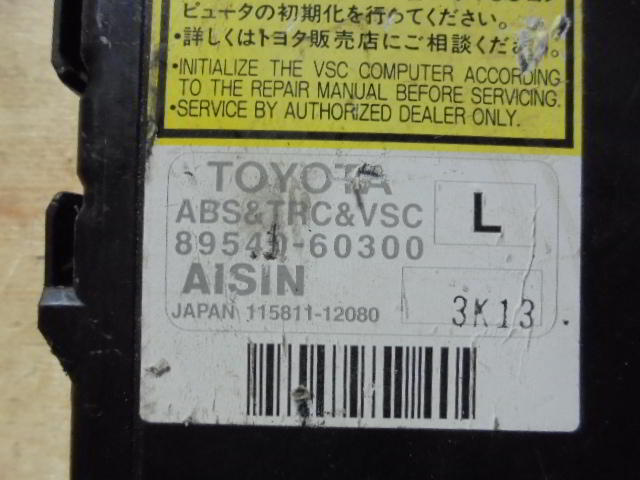 ピュータの初期化を行ってください。
•詳しくはトヨタ販売店にご相談ください。
•INITIALIZE THE VSC COMPUTER ACCORDING
TO THE REPAIR MANUAL BEFORE SERVICING.
•SERVICE BY AUTHORIZED DEALER ONLY.
TOYOTA
ABS&TRC&VSC
L
89540-60300
AISIN
JAPAN 115811-12080
3K13